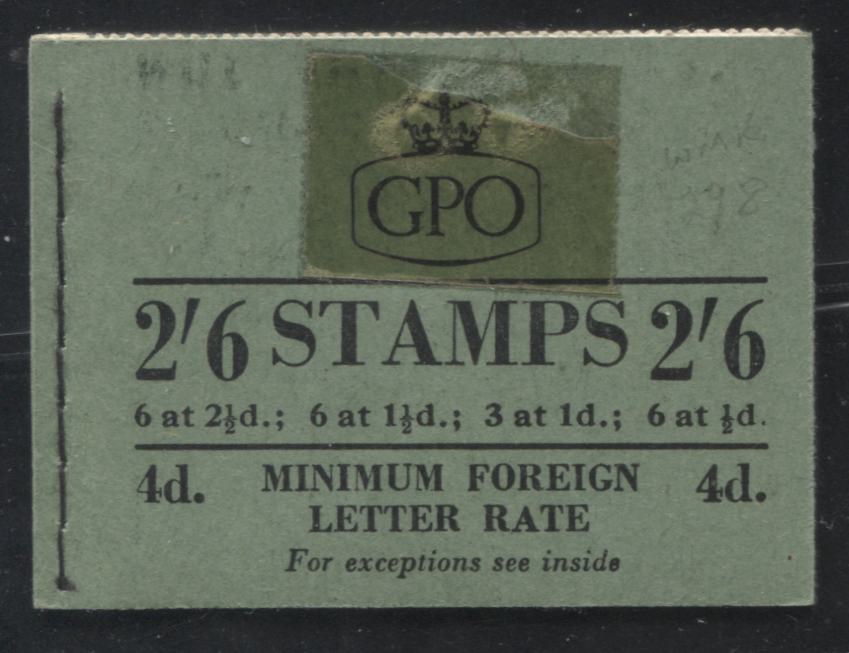 GPO
2'6 STAMPS 2'6
6 at 2½d.; 6 at 1½d.; 3 at 1d.; 6 at ½d.
4d. MINIMUM FOREIGN 4d.
LETTER RATE
For exceptions see inside